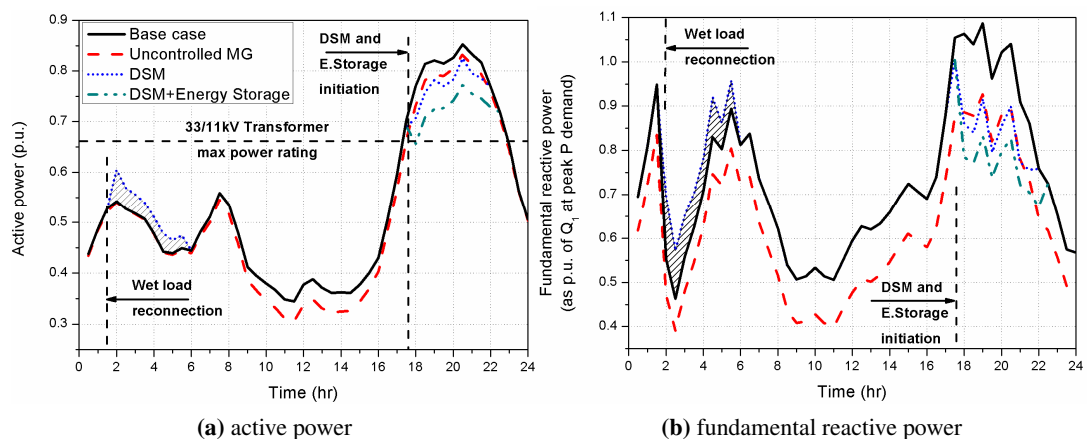 Base case
Uncontrolled MG
DSM
DSM+Energy Storage
DSM and
E.Storage
initiation
33/11kV Transformer
max power rating
Wet load
reconnection
Active power (p.u.)
0.9
0.8
0.7
0.6
0.5
0.4
0.3
0 2 4 6 8 10 12 14 16 18 20 22 24
Time (hr)
(a) active power
Wet load
reconnection
DSM and
E.Storage
initiation
Fundamental reactive power
(as p.u. of Q1 at peak P demand)
1.1
1.0
0.9
0.8
0.7
0.6
0.5
0.4
0 2 4 6 8 10 12 14 16 18 20 22 24
Time (hr)
(b) fundamental reactive power